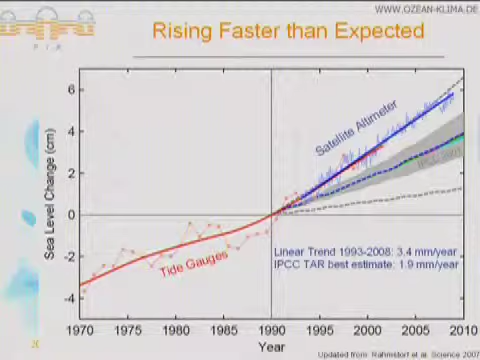 WWW.OZEAN-KLIMA.DE
P I K
Rising Faster than Expected
Sea Level Change (cm)
6
4
2
0
-2
-4
Satellite Altimeter
IPCC 2001
Tide Gauges
Linear Trend 1993-2008: 3.4 mm/year
IPCC TAR best estimate: 1.9 mm/year
1970 1975 1980 1985 1990 1995 2000 2005 2010
Year
Updated from: Rahmstorf et al. Science 2007